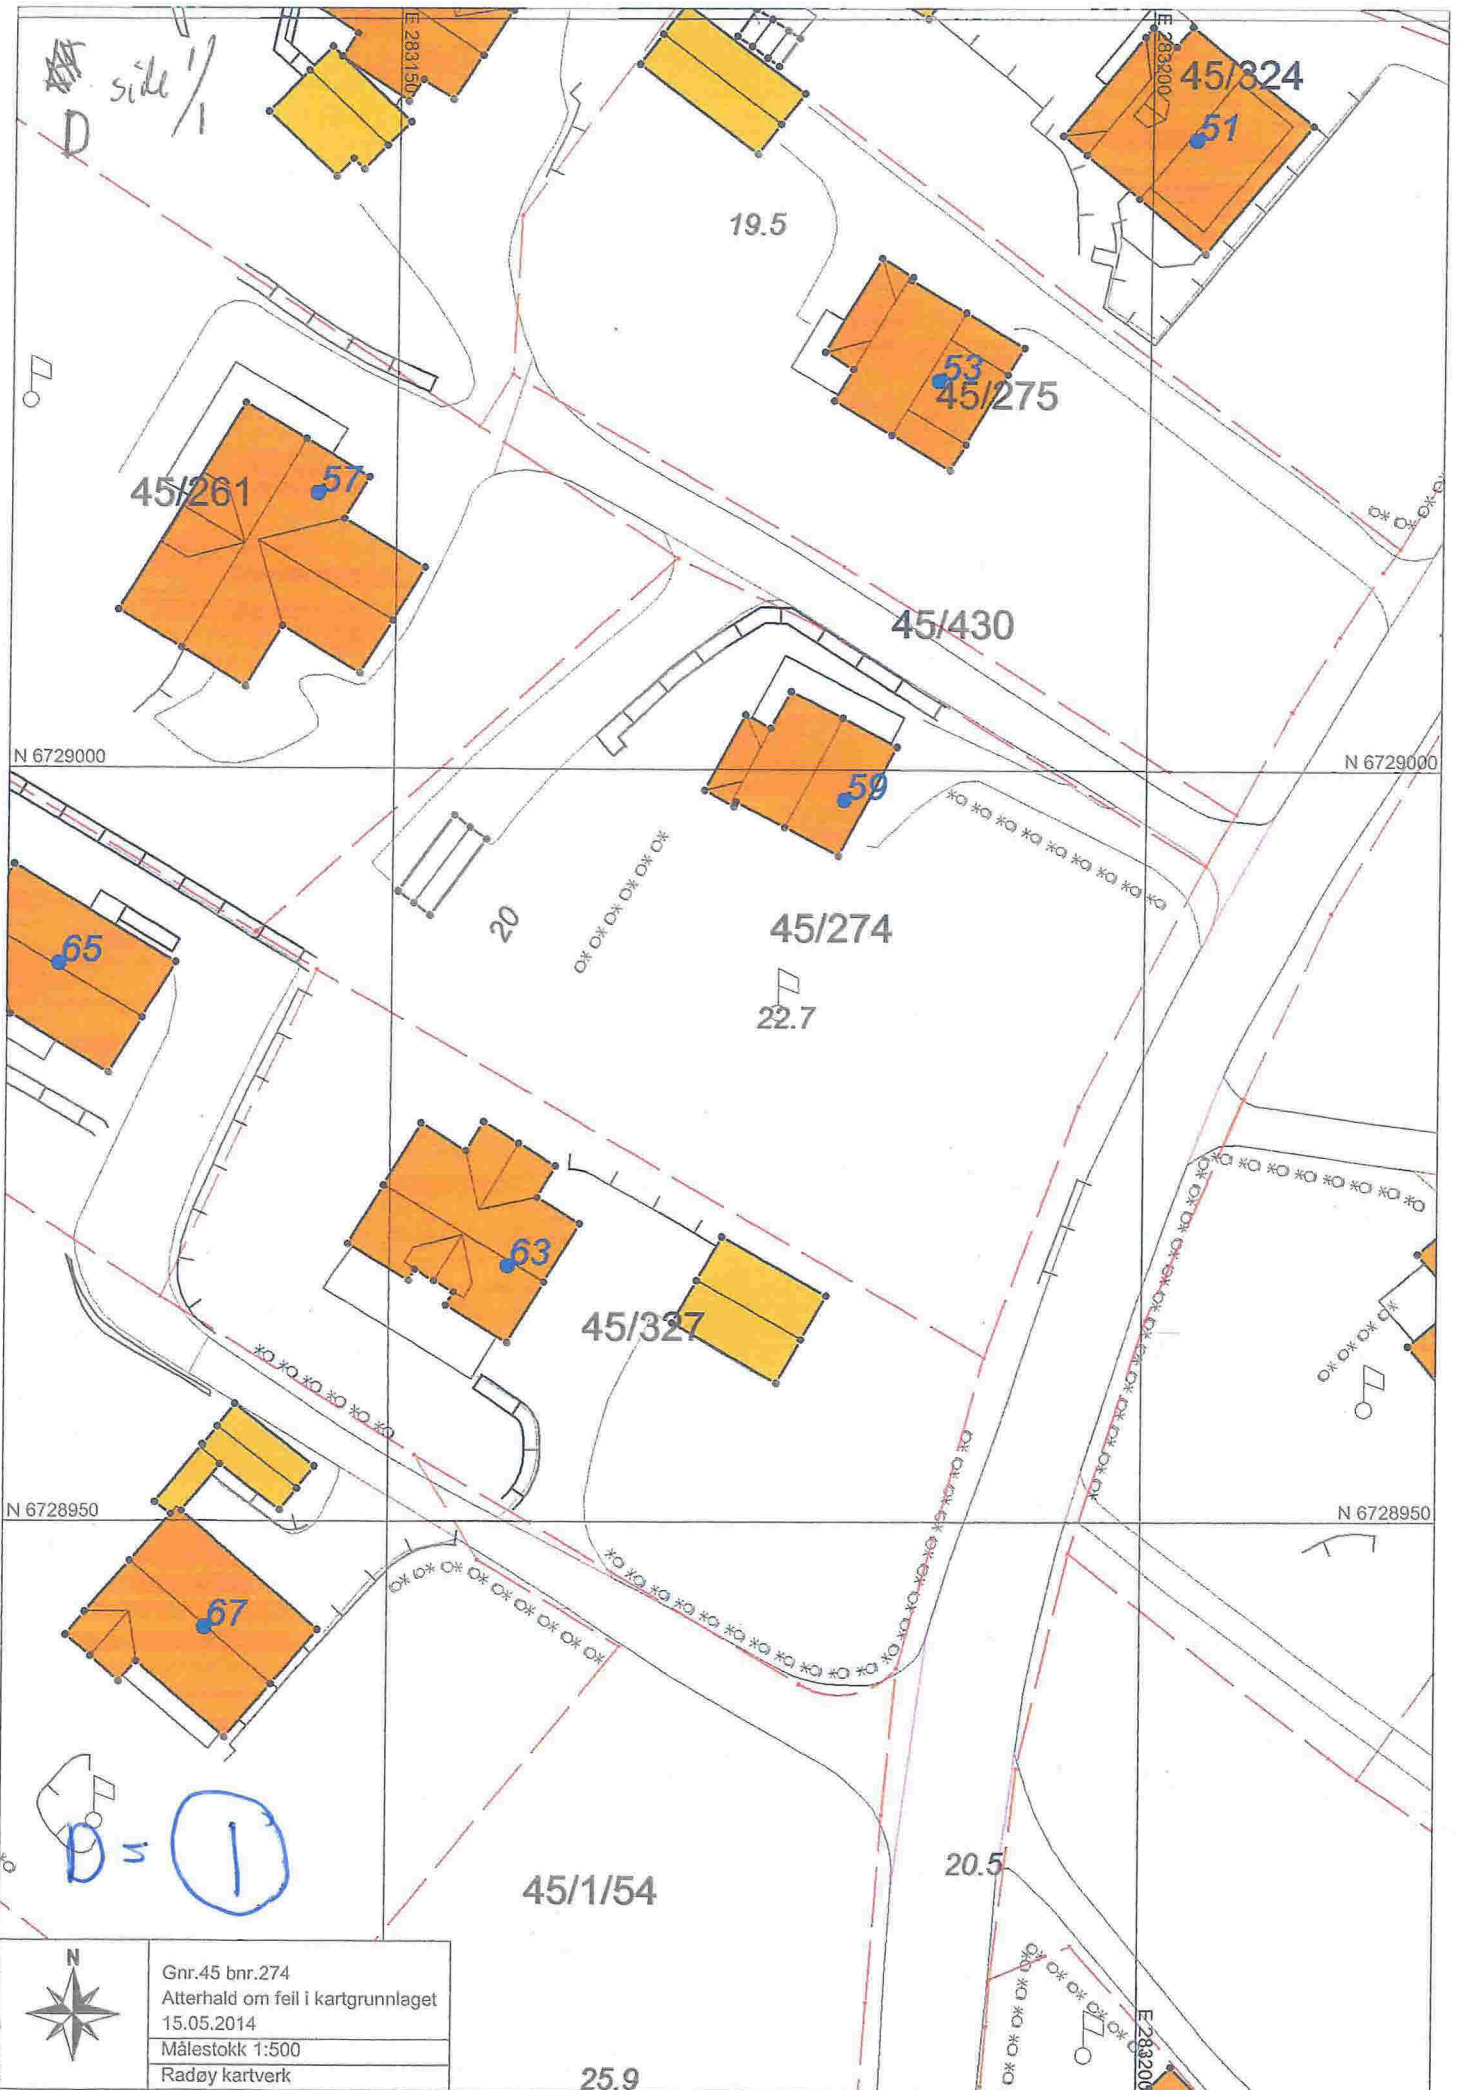 side 1/1
D
E 283150
E 283200
45/324
51
19.5
53
45/275
45/261
57
45/430
N 6729000
N 6729000
59
65
20
45/274
22.7
63
45/327
N 6728950
N 6728950
67
D = 1
45/1/54
20.5
E 283200
N
Gnr.45 bnr.274
Atterhald om feil i kartgrunnlaget
15.05.2014
Målestokk 1:500
Radøy kartverk
25.9